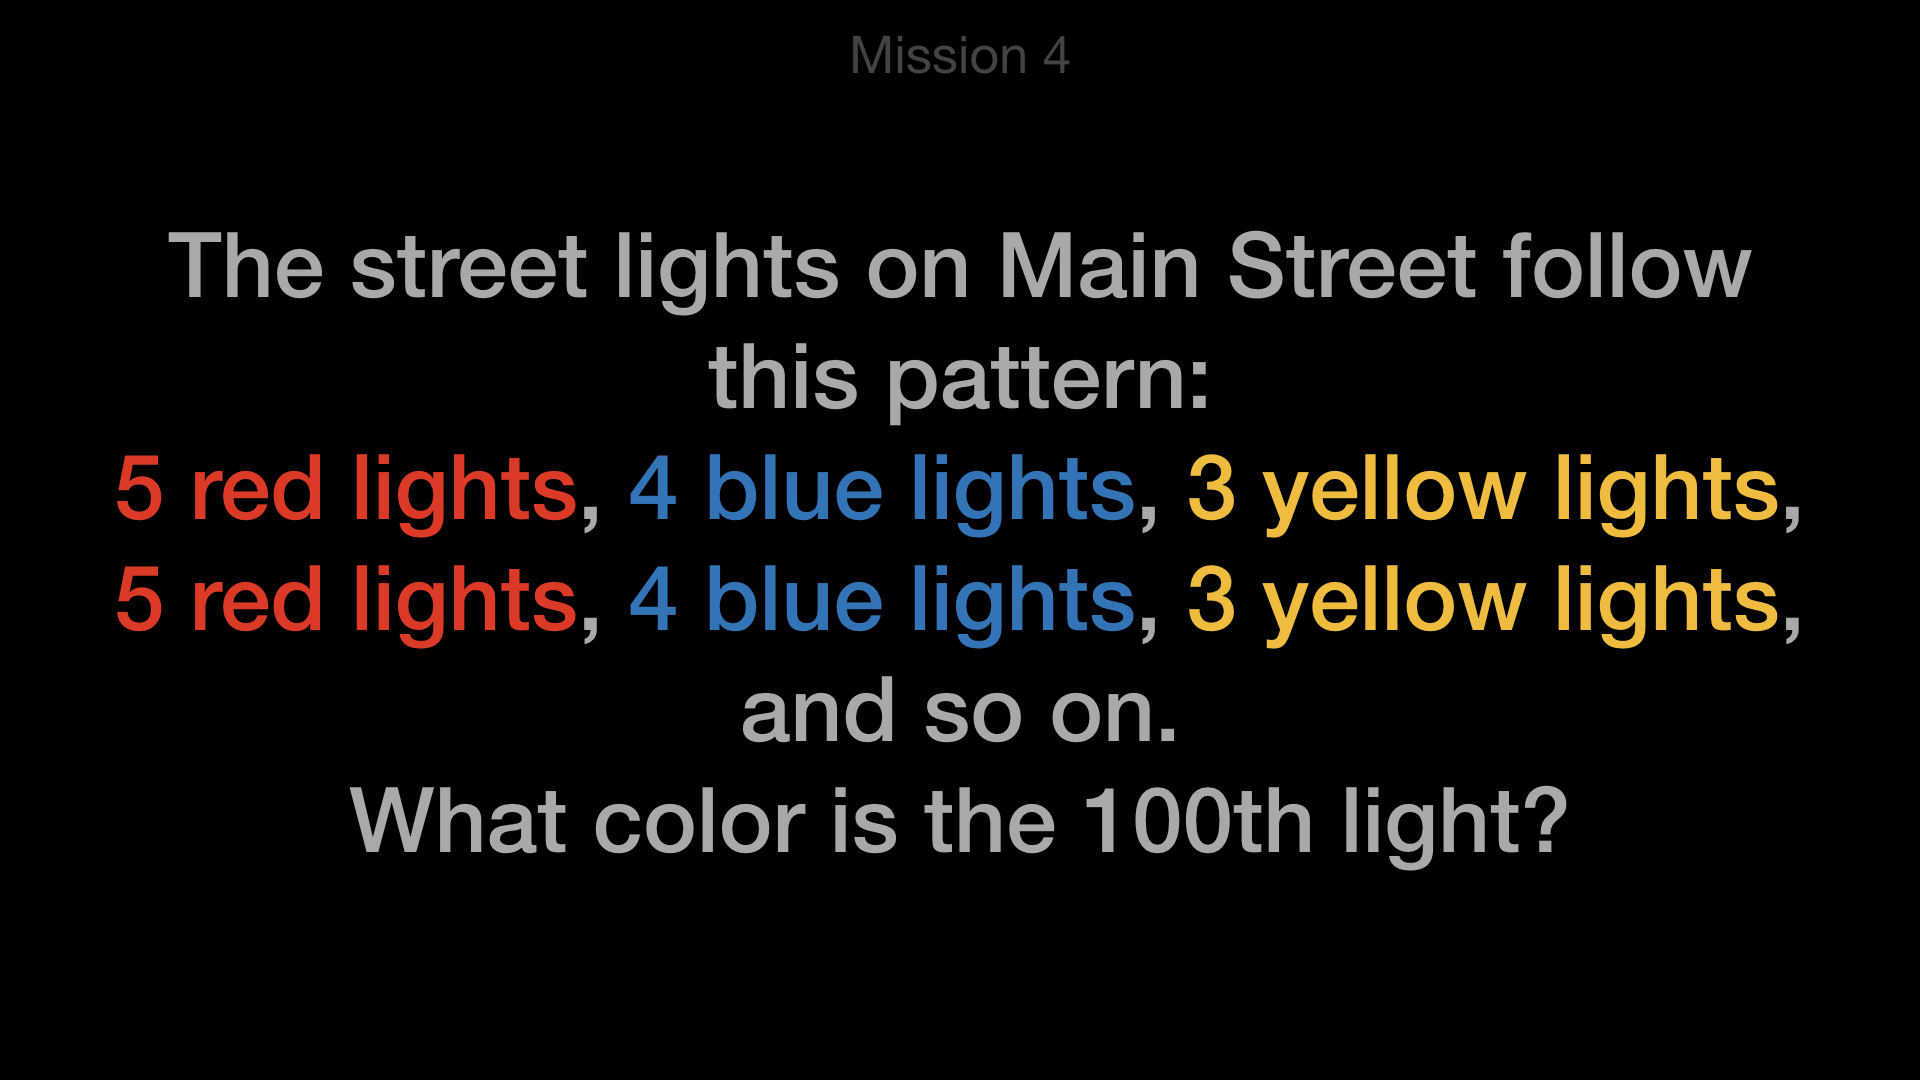 Mission 4
The street lights on Main Street follow
this pattern:
5 red lights, 4 blue lights, 3 yellow lights,
5 red lights, 4 blue lights, 3 yellow lights,
and so on.
What color is the 100th light?